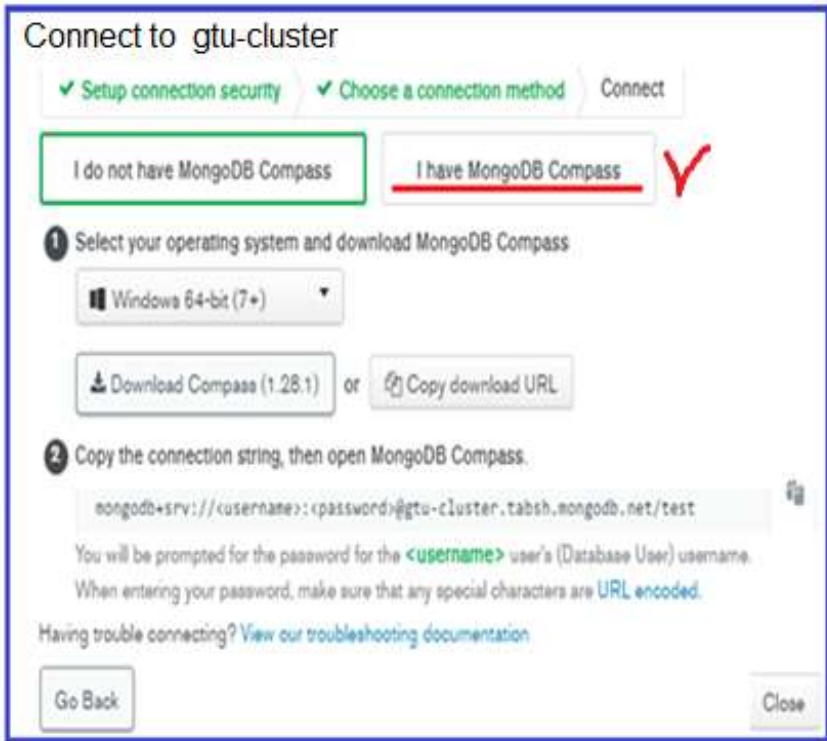 Connect to gtu-cluster
✔ Setup connection security ✔ Choose a connection method Connect
I do not have MongoDB Compass I have MongoDB Compass
1 Select your operating system and download MongoDB Compass
Windows 64-bit (7+)
Download Compass (1.28.1) or Copy download URL
2 Copy the connection string, then open MongoDB Compass.
mongodb+srv://<username>:<password>@gtu-cluster.tabsh.mongodb.net/test
You will be prompted for the password for the <username> user's (Database User) username.
When entering your password, make sure that any special characters are URL encoded.
Having trouble connecting? View our troubleshooting documentation
Go Back Close